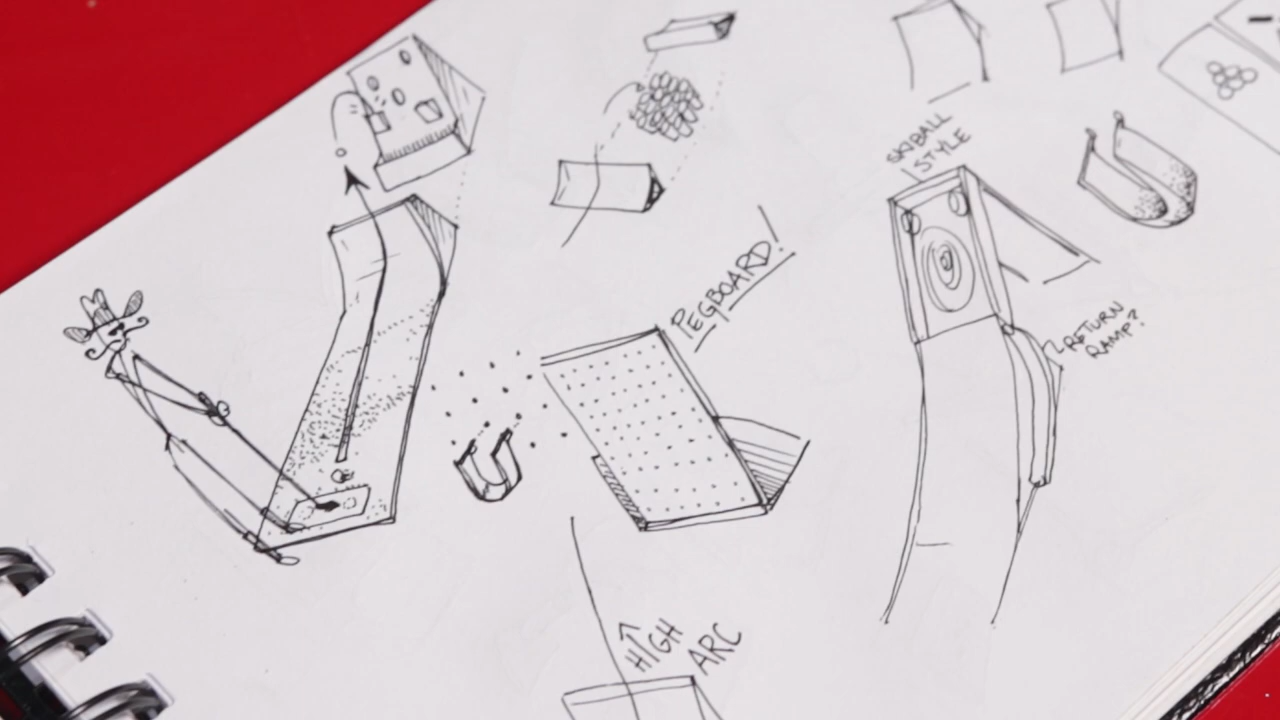 SKIBALL
STYLE
PEGBOARD!
RETURN
RAMP?
HIGH
ARC